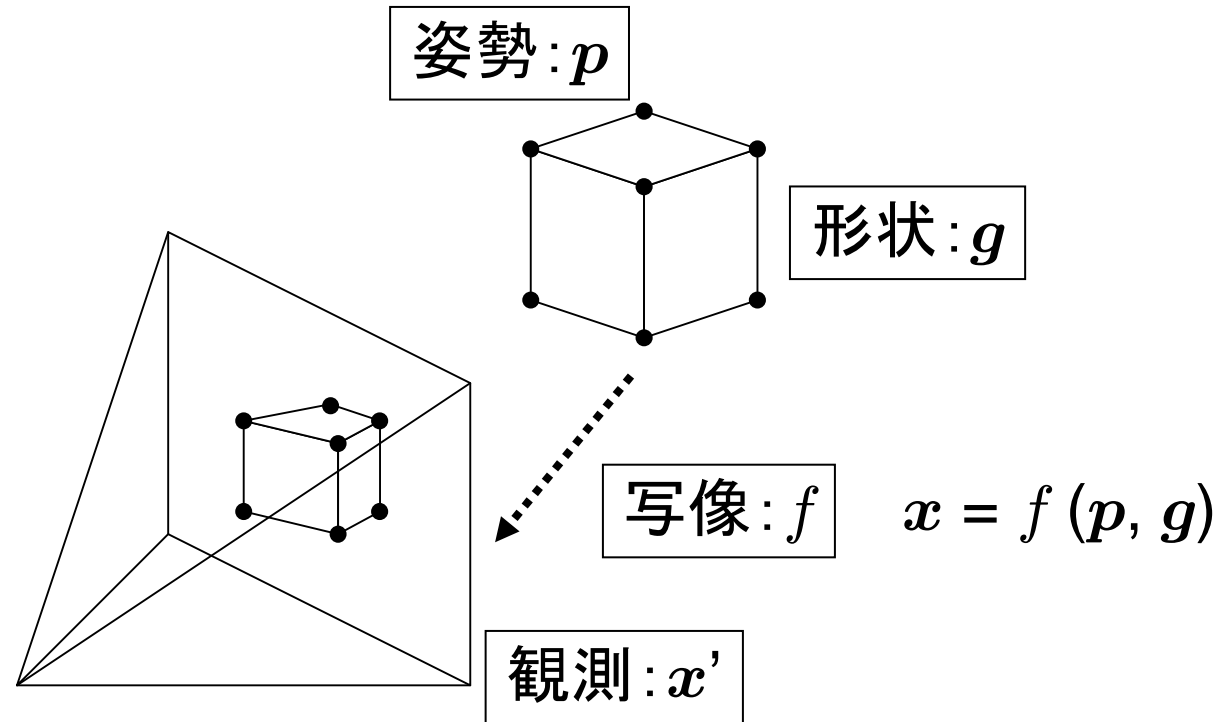 姿勢:p
形状:g
写像:f
x = f (p, g)
観測:x'